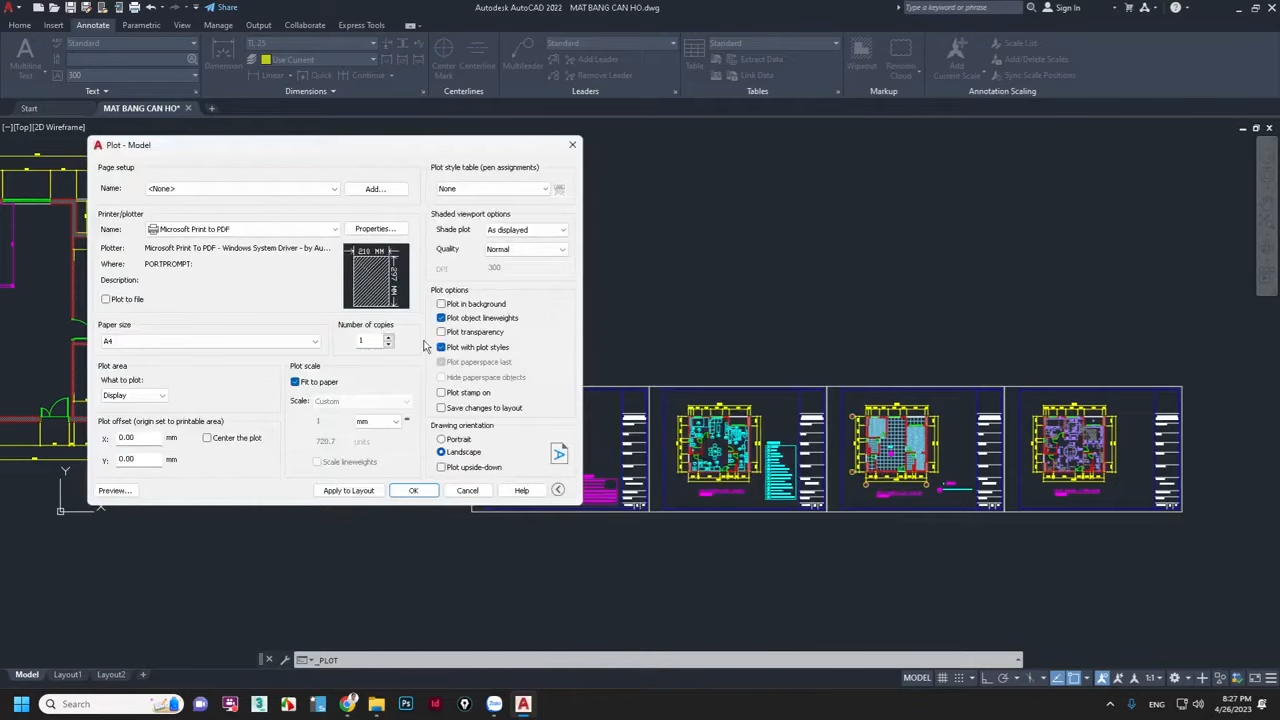 Share
Autodesk AutoCAD 2022 MAT BANG CAN HO.dwg
Type a keyword or phrase
Sign In
Home Insert Annotate Parametric View Manage Output Collaborate Express Tools
Standard
TL 25
Standard
Standard
Scale List
Multiline Text
Dimension
Use Current
Center Mark
Centerline
Multileader
Add Leader
Table
Extract Data
Wipeout
Revision Cloud
Add Current Scale
Add/Delete Scales
300
Linear
Quick
Continue
Remove Leader
Link Data
Sync Scale Positions
Text
Dimensions
Centerlines
Leaders
Tables
Markup
Annotation Scaling
Start
MAT BANG CAN HO*
[−][Top][2D Wireframe]
Plot - Model
Page setup
Name: <None> Add...
Printer/plotter
Name: Microsoft Print to PDF Properties...
Plotter: Microsoft Print To PDF - Windows System Driver - by Au...
Where: PORTPROMPT:
Description:
Plot to file
210 MM
297 MM
Paper size
A4
Number of copies
1
Plot area
What to plot:
Display
Plot scale
Fit to paper
Scale: Custom
1 mm =
720.7 units
Scale lineweights
Plot offset (origin set to printable area)
X: 0.00 mm Center the plot
Y: 0.00 mm
Plot style table (pen assignments)
None
Shaded viewport options
Shade plot As displayed
Quality Normal
DPI 300
Plot options
Plot in background
Plot object lineweights
Plot transparency
Plot with plot styles
Plot paperspace last
Hide paperspace objects
Plot stamp on
Save changes to layout
Drawing orientation
Portrait
Landscape
A
Plot upside-down
Preview... Apply to Layout OK Cancel Help
Y
X
_PLOT
Model Layout1 Layout2
MODEL
1:1
Search
ENG
8:27 PM
4/26/2023